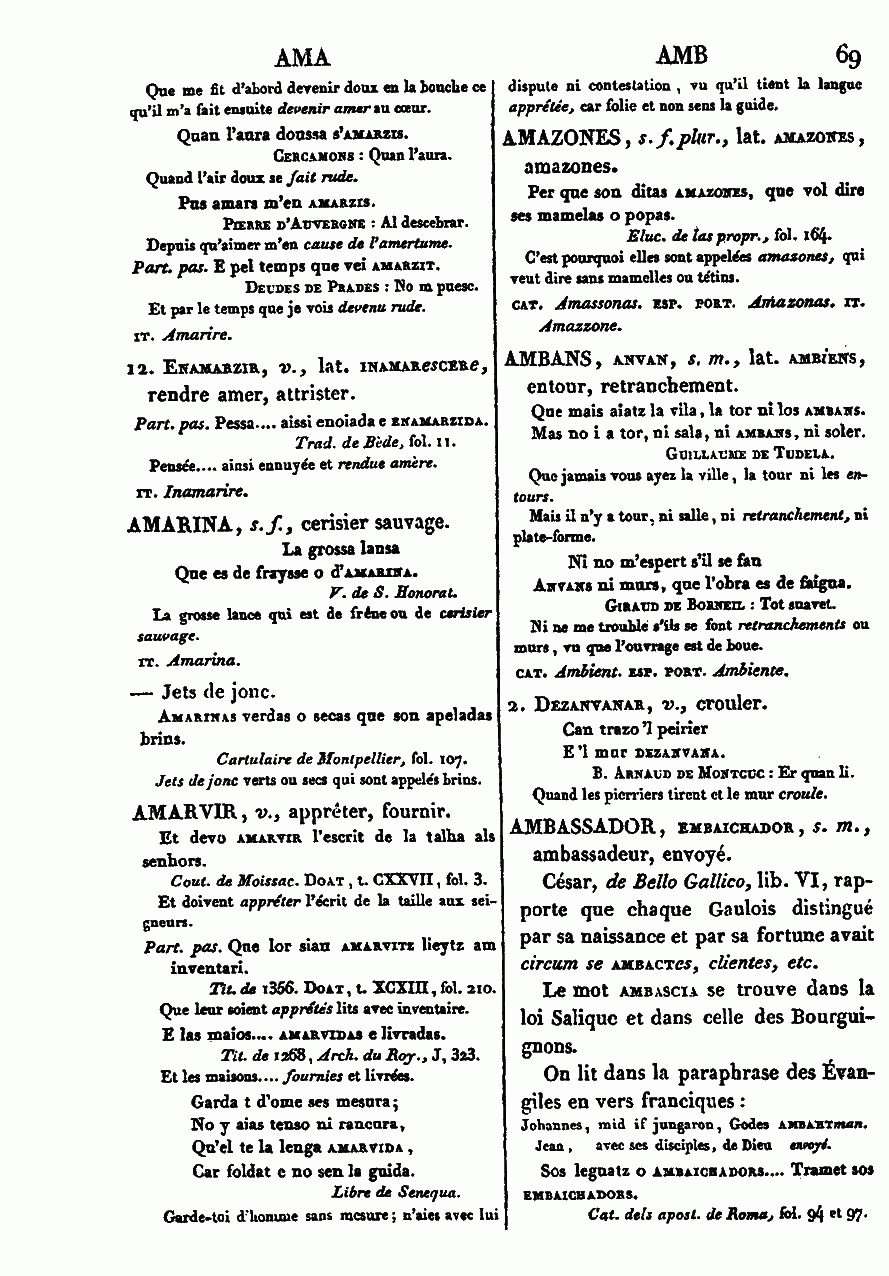 AMA
AMB 69
Que me fit d'abord devenir doux en la bouche ce
qu'il m'a fait ensuite devenir amer au cœur.
Quan l'aura doussa s'AMARZIS.
CERCAMONS : Quan l'aura.
Quand l'air doux se fait rude.
Pus amars m'en AMARZIS.
PIERRE D'AUVERGNE : Al descebrar.
Depuis qu'aimer m'en cause de l'amertume.
Part. pas. E pel temps que vei AMARZIT.
DEUDES DE PRADES : No m puesc.
Et par le temps que je vois devenu rude.
IT. Amarire.
12. ENAMARZIR, v., lat. INAMAREsCERe,
rendre amer, attrister.
Part. pas. Pessa.... aissi enoiada e ENAMARZIDA.
Trad. de Bède, fol. 11.
Pensée.... ainsi ennuyée et rendue amère.
IT. Inamarire.
AMARINA, s. f., cerisier sauvage.
La grossa lansa
Que es de fraysse o d'AMARINA.
V. de S. Honorat.
La grosse lance qui est de frêne ou de cerisier
sauvage.
IT. Amarina.
— Jets de jonc.
AMARINAS verdas o secas que son apeladas
brins.
Cartulaire de Montpellier, fol. 107.
Jets de jonc verts ou secs qui sont appelés brins.
AMARVIR, v., apprêter, fournir.
Et devo AMARVIR l'escrit de la talha als
senhors.
Cout. de Moissac. DOAT, t. CXXVII, fol. 3.
Et doivent appréter l'écrit de la taille aux sei-
gneurs.
Part. pas. Que lor sian AMARVITZ lieytz am
inventari.
Tit. de 1356. DOAT, t. XCXIII, fol. 210.
Que leur soient apprétés lits avec inventaire.
E las maios.... AMARVIDAS e livradas.
Tit. de 1268, Arch. du Roy., J, 323.
Et les maisons.... fournies et livrées.
Garda t d'ome ses mesura;
No y aias tenso ni rancura,
Qu'el te la lenga AMARVIDA,
Car foldat e no sen la guida.
Libre de Senequa.
Garde-toi d'homme sans mesure; n'aies avec lui
dispute ni contestation, vu qu'il tient la langue
apprétée, car folie et non sens la guide.
AMAZONES, s. f. plur., lat. AMAZONES,
amazones.
Per que son ditas AMAZONES, que vol dire
ses mamelas o popas.
Eluc. de las propr., fol. 164.
C'est pourquoi elles sont appelées amazones, qui
veut dire sans mamelles ou tétins.
CAT. Amassonas. ESP. PORT. Amazonas. IT.
Amazzone.
AMBANS, ANVAN, s. m., lat. AMBiENS,
entour, retranchement.
Que mais aiatz la vila, la tor ni los AMBANS.
Mas no i a tor, ni sala, ni AMBANS, ni soler.
GUILLAUME DE TUDELA.
Que jamais vous ayez la ville, la tour ni les en-
tours.
Mais il n'y a tour, ni salle, ni retranchement, ni
plate-forme.
Ni no m'espert s'il se fan
ANVANS ni murs, que l'obra es de faigna.
GIRAUD DE BORNEIL : Tot suavet.
Ni ne me trouble s'ils se font retranchements ou
murs, vu que l'ouvrage est de boue.
CAT. Ambient. ESP. PORT. Ambiente.
2. DEZANVANAR, v., crouler.
Can trazo 'l peirier
E 'l mur DEZANVANA.
B. ARNAUD DE MONTCUC : Er quan li.
Quand les pierriers tirent et le mur croule.
AMBASSADOR, EMBAICHADOR, s. m.,
ambassadeur, envoyé.
César, de Bello Gallico, lib. VI, rap-
porte que chaque Gaulois distingué
par sa naissance et par sa fortune avait
circum se AMBACTes, clientes, etc.
Le mot AMBASCIA se trouve dans la
loi Salique et dans celle des Bourgui-
gnons.
On lit dans la paraphrase des Évan-
giles en vers franciques :
Johannes, mid if jungaron, Godes AMBAHTman.
Jean, avec ses disciples, de Dieu envoyé.
Sos leguatz o AMBAICHADORS.... Tramet sos
EMBAICHADORS.
Cat. dels apost. de Roma, fol. 94 et 97.